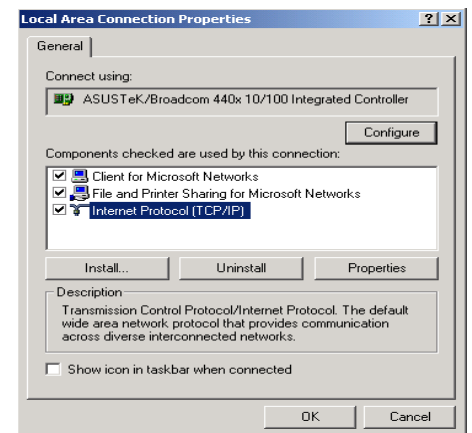 Local Area Connection Properties
General
Connect using:
ASUSTeK/Broadcom 440x 10/100 Integrated Controller
Configure
Components checked are used by this connection:
Client for Microsoft Networks
File and Printer Sharing for Microsoft Networks
Internet Protocol (TCP/IP)
Install... Uninstall Properties
Description
Transmission Control Protocol/Internet Protocol. The default
wide area network protocol that provides communication
across diverse interconnected networks.
Show icon in taskbar when connected
OK Cancel